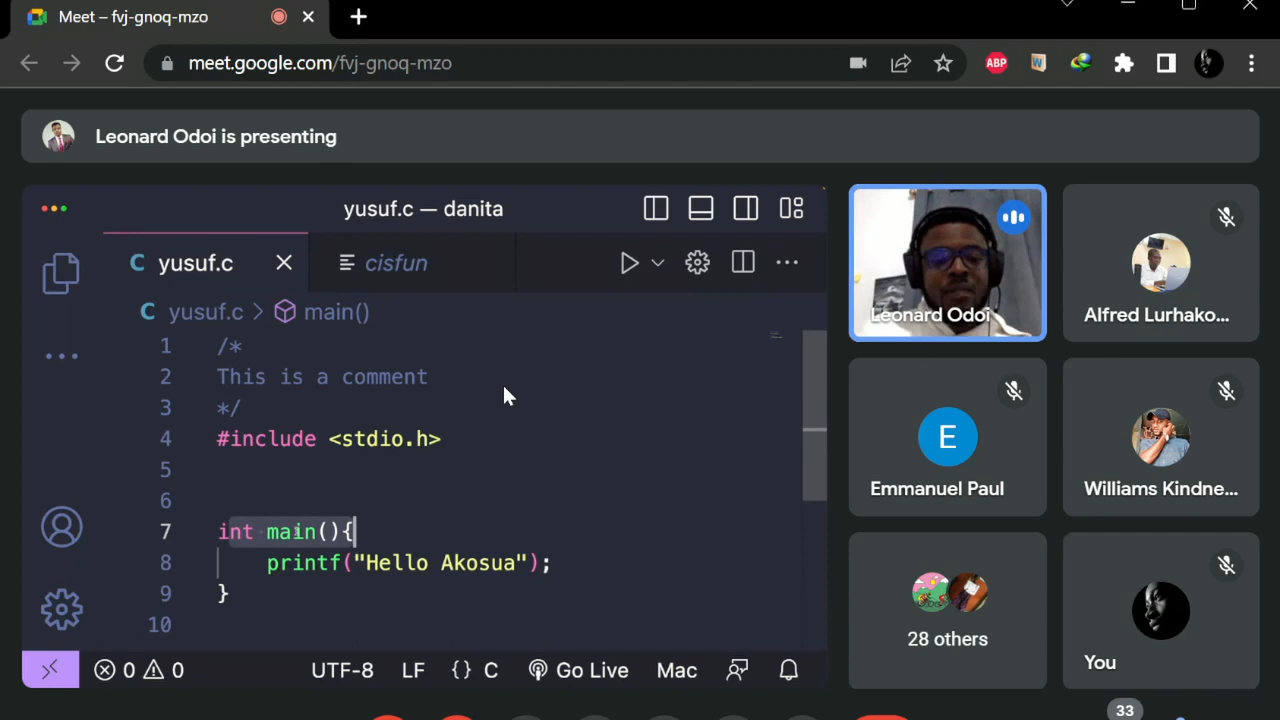 Meet – fvj-gnoq-mzo
meet.google.com/fvj-gnoq-mzo
ABP
W
Leonard Odoi is presenting
yusuf.c — danita
C yusuf.c
cisfun
C yusuf.c > main()
1 /*
2 This is a comment
3 */
4 #include <stdio.h>
5
6
7 int main(){
8 printf("Hello Akosua");
9 }
10
0 0
UTF-8 LF {} C Go Live Mac
Leonard Odoi
Alfred Lurhako...
E
Emmanuel Paul
Williams Kindne...
28 others
You
33